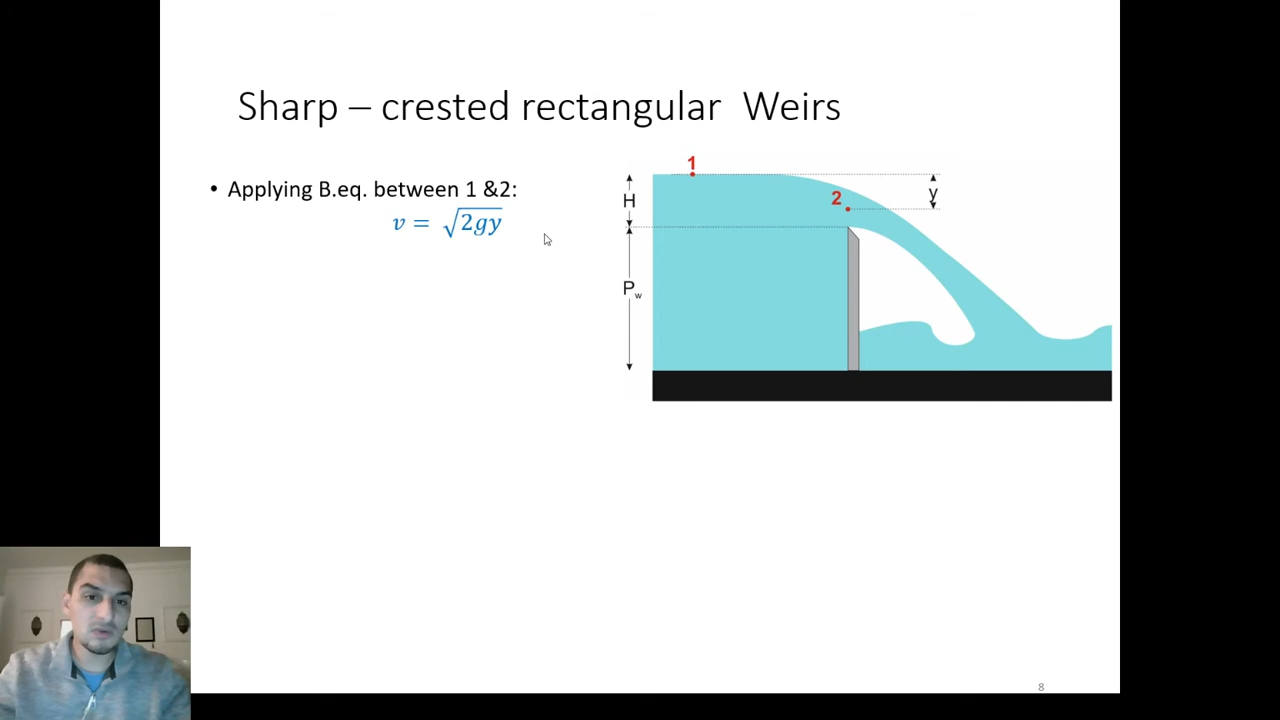 Sharp – crested rectangular Weirs
• Applying B.eq. between 1 &2:
v = √2gy
1
2
y
H
Pw
8